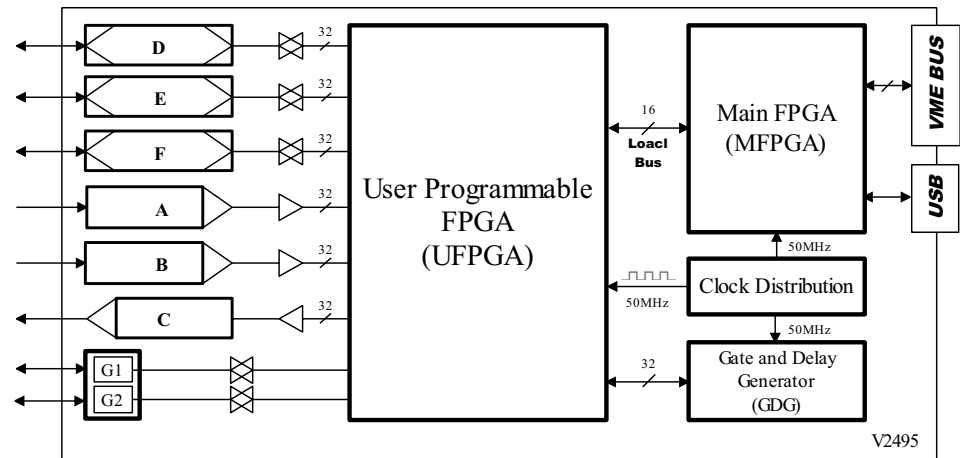 D
32
E
32
F
32
A
32
B
32
C
32
G1
G2
User Programmable
FPGA
(UFPGA)
16
Loacl
Bus
Main FPGA
(MFPGA)
VME BUS
USB
50MHz
50MHz
Clock Distribution
50MHz
32
Gate and Delay
Generator
(GDG)
V2495